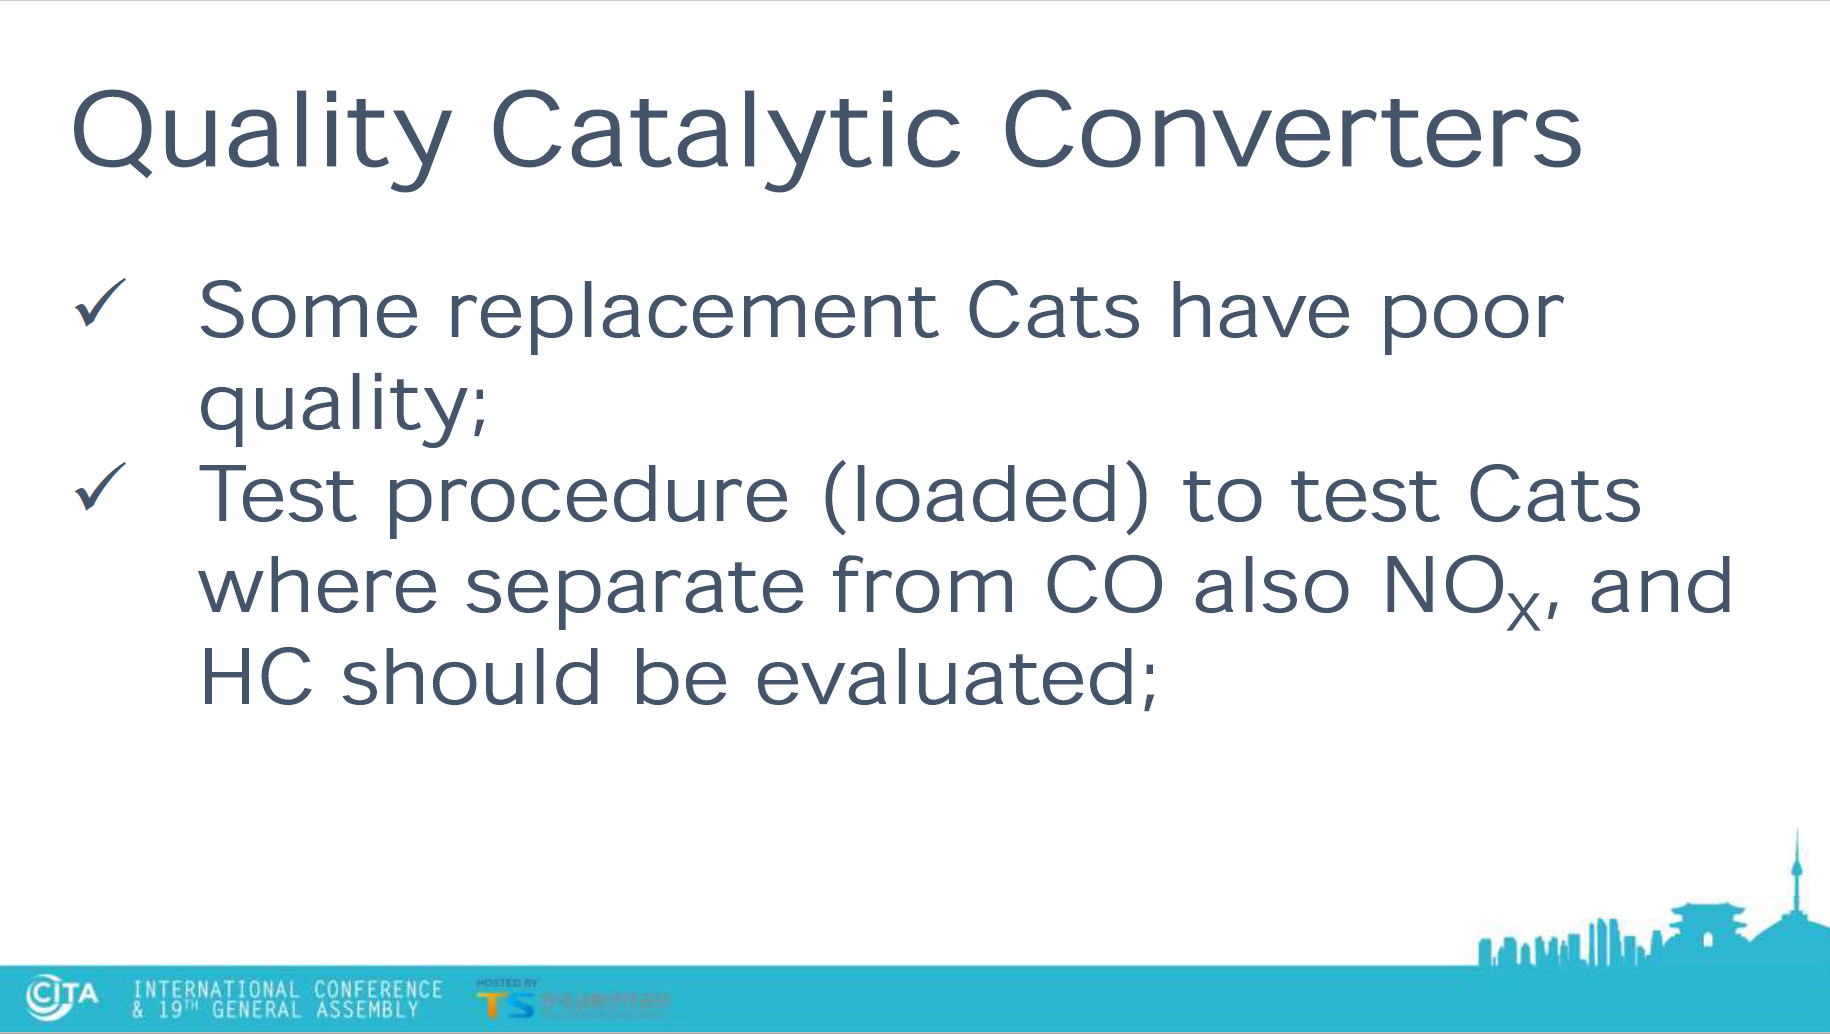 Quality Catalytic Converters
✓ Some replacement Cats have poor
quality;
✓ Test procedure (loaded) to test Cats
where separate from CO also NOₓ, and
HC should be evaluated;
CITA
INTERNATIONAL CONFERENCE
& 19TH GENERAL ASSEMBLY
HOSTED BY
TS